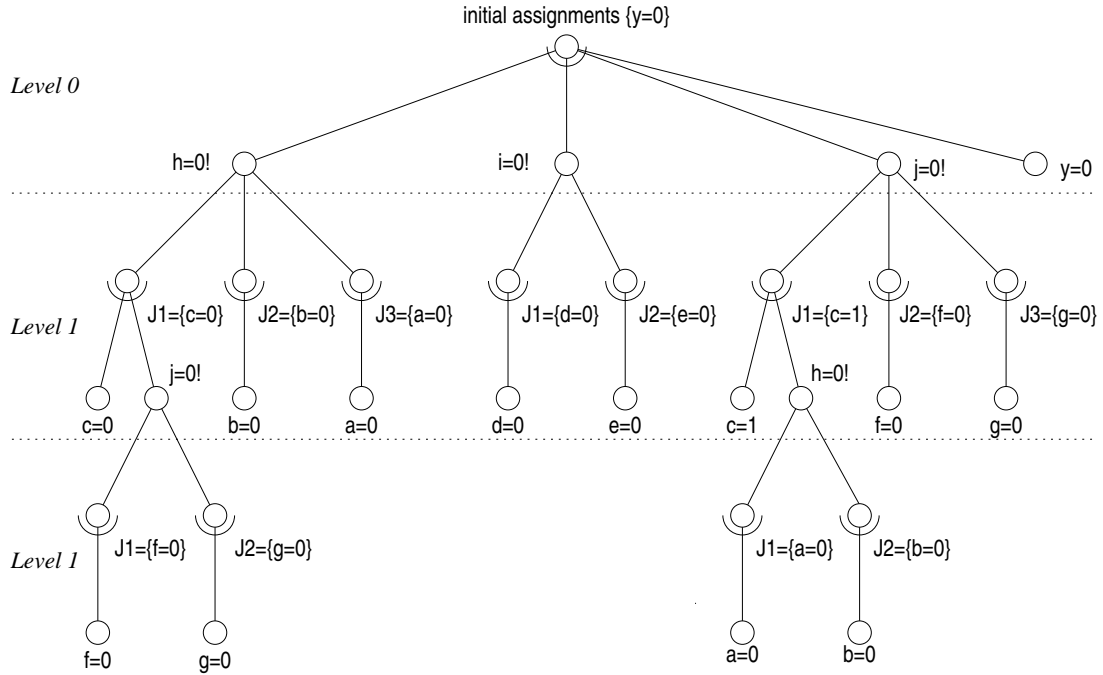 initial assignments {y=0}
Level 0
h=0! i=0! j=0! y=0
J1={c=0} J2={b=0} J3={a=0} J1={d=0} J2={e=0} J1={c=1} J2={f=0} J3={g=0}
Level 1
j=0! h=0!
c=0 b=0 a=0 d=0 e=0 c=1 f=0 g=0
J1={f=0} J2={g=0} J1={a=0} J2={b=0}
Level 1
f=0 g=0 a=0 b=0